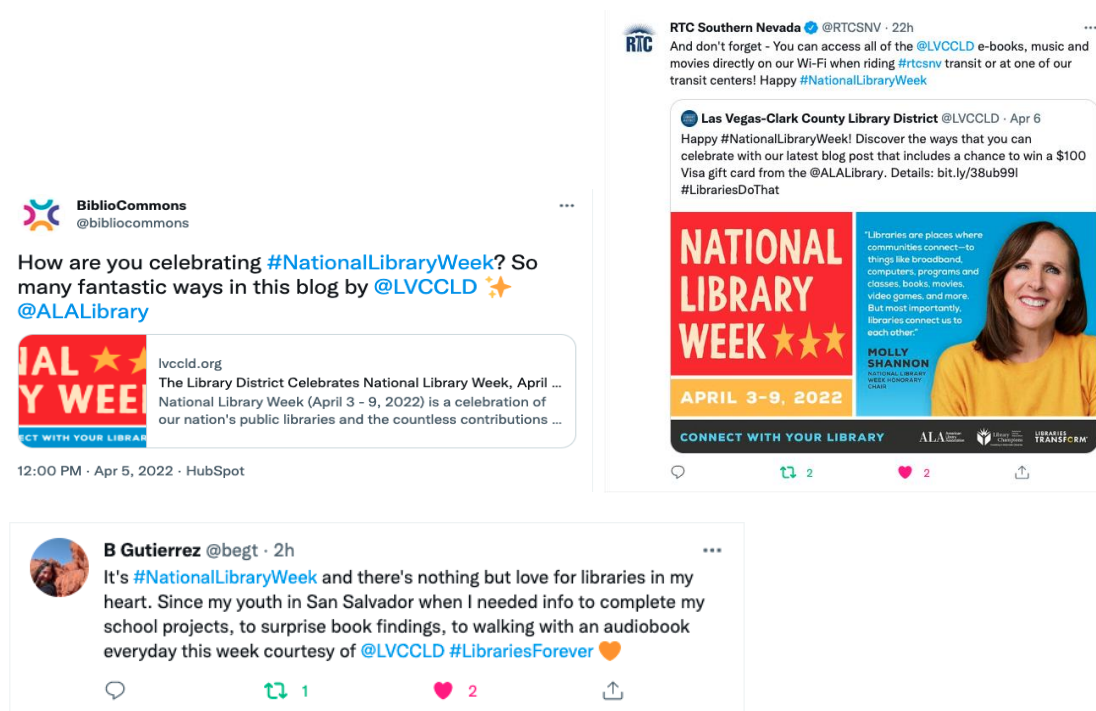 RTC
RTC Southern Nevada @RTCSNV · 22h
And don't forget - You can access all of the @LVCCLD e-books, music and
movies directly on our Wi-Fi when riding #rtcsnv transit or at one of our
transit centers! Happy #NationalLibraryWeek
Las Vegas-Clark County Library District @LVCCLD · Apr 6
Happy #NationalLibraryWeek! Discover the ways that you can
celebrate with our latest blog post that includes a chance to win a $100
Visa gift card from the @ALALibrary. Details: bit.ly/38ub99l
#LibrariesDoThat
NATIONAL
LIBRARY
WEEK
APRIL 3-9, 2022
"Libraries are places where
communities connect—to
things like broadband,
computers, programs and
classes, books, movies,
video games, and more.
But most importantly,
libraries connect us to
each other."
MOLLY
SHANNON
NATIONAL LIBRARY
WEEK HONORARY
CHAIR
CONNECT WITH YOUR LIBRARY
ALA American Library Association
Library Champions
LIBRARIES
TRANSFORM
2
2
BiblioCommons
@bibliocommons
How are you celebrating #NationalLibraryWeek? So
many fantastic ways in this blog by @LVCCLD ✨
@ALALibrary
NAL
Y WEE
ECT WITH YOUR LIBRAR
lvccld.org
The Library District Celebrates National Library Week, April ...
National Library Week (April 3 - 9, 2022) is a celebration of
our nation's public libraries and the countless contributions ...
12:00 PM · Apr 5, 2022 · HubSpot
B Gutierrez @begt · 2h
It's #NationalLibraryWeek and there's nothing but love for libraries in my
heart. Since my youth in San Salvador when I needed info to complete my
school projects, to surprise book findings, to walking with an audiobook
everyday this week courtesy of @LVCCLD #LibrariesForever 🧡
1
2